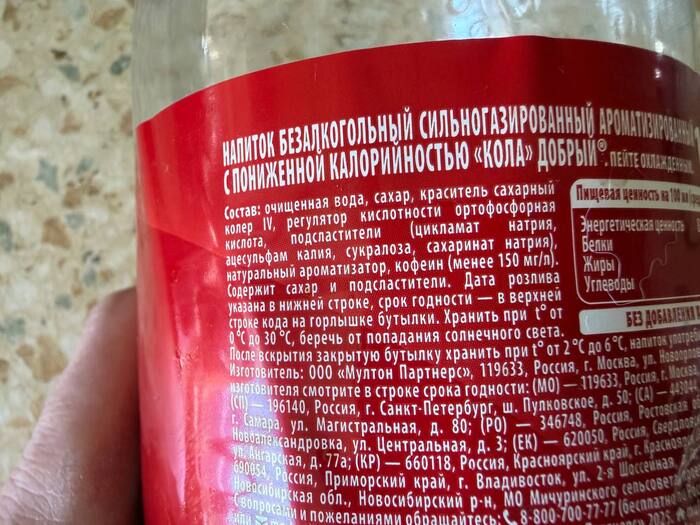 НАПИТОК БЕЗАЛКОГОЛЬНЫЙ СИЛЬНОГАЗИРОВАННЫЙ АРОМАТИЗИРОВАННЫЙ
С ПОНИЖЕННОЙ КАЛОРИЙНОСТЬЮ «КОЛА» ДОБРЫЙ®. ПЕЙТЕ ОХЛАЖДЕННЫМ.
Состав: очищенная вода, сахар, краситель сахарный
колер IV, регулятор кислотности ортофосфорная
кислота, подсластители (цикламат натрия,
ацесульфам калия, сукралоза, сахаринат натрия),
натуральный ароматизатор, кофеин (менее 150 мг/л).
Содержит сахар и подсластители. Дата розлива
указана в нижней строке, срок годности — в верхней
строке кода на горлышке бутылки. Хранить при t° от
0 °С до 30 °С, беречь от попадания солнечного света.
После вскрытия закрытую бутылку хранить при t° от 2 °С до 6 °С, напиток
Изготовитель: ООО «Мултон Партнерс», 119633, Россия, г. Москва, ул.
изготовителя смотрите в строке срока годности: (МО) — 119633, Россия, г. Москва,
(СП) — 196140, Россия, г. Санкт-Петербург, ш. Пулковское, д. 50; (СА) —
г. Самара, ул. Магистральная, д. 80; (РО) — 346748, Россия, Ростовская
Новоалександровка, ул. Центральная, д. 3; (ЕК) — 620050, Россия,
ул. Ангарская, д. 77а; (КР) — 660118, Россия, Красноярский край, г.
690054, Россия, Приморский край, г. Владивосток, ул. 2-я Шоссейная,
Новосибирская обл., Новосибирский р-н, МО Мичуринского
С вопросами и пожеланиями обращайтесь: 8-800-700-77-77
или
Пищевая ценность на 100 мл
Энергетическая ценность
Белки
Жиры
Углеводы
БЕЗ ДОБАВЛЕНИЯ